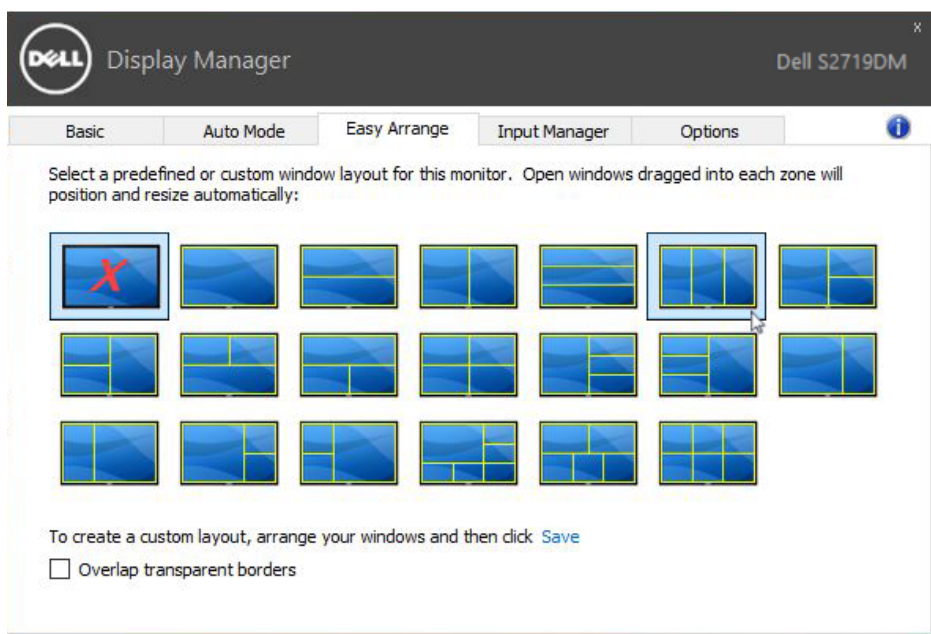 x
DELL Display Manager
Dell S2719DM
Basic Auto Mode Easy Arrange Input Manager Options i
Select a predefined or custom window layout for this monitor. Open windows dragged into each zone will
position and resize automatically:
X
To create a custom layout, arrange your windows and then click Save
Overlap transparent borders